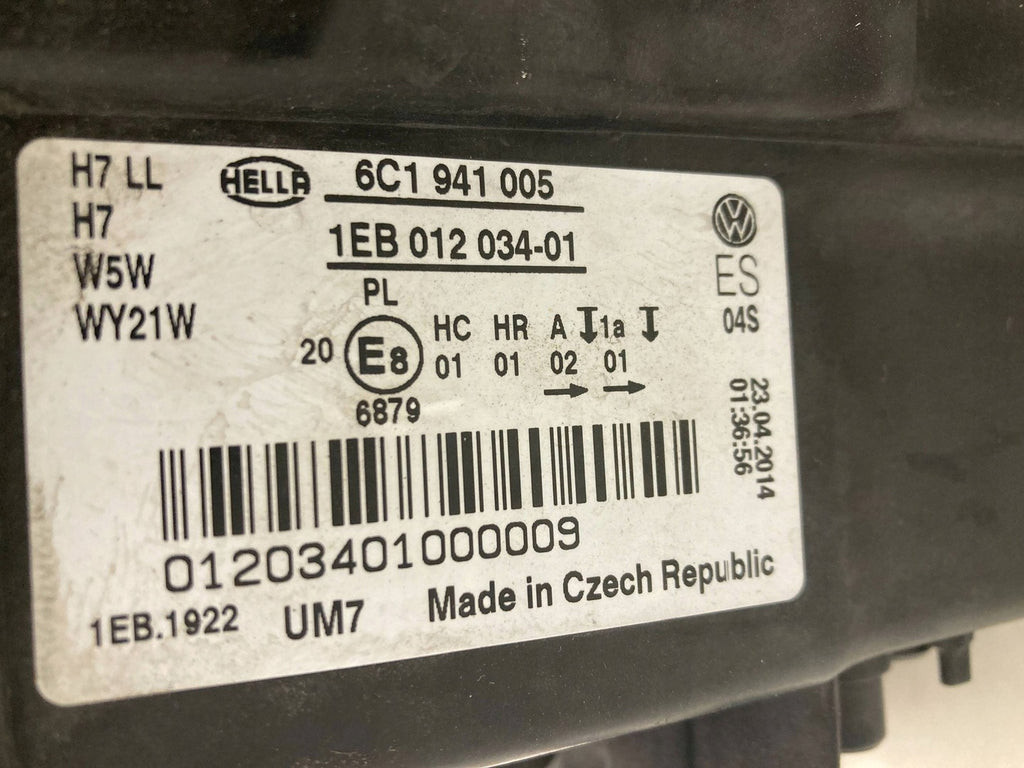 H7 LL
H7
W5W
WY21W
HELLA
6C1 941 005
1EB 012 034-01
PL
20 E8
6879
HC HR A 1a
01 01 02 01
VW
ES
04S
23.04.2014
01:36:56
01203401000009
1EB.1922 UM7 Made in Czech Republic